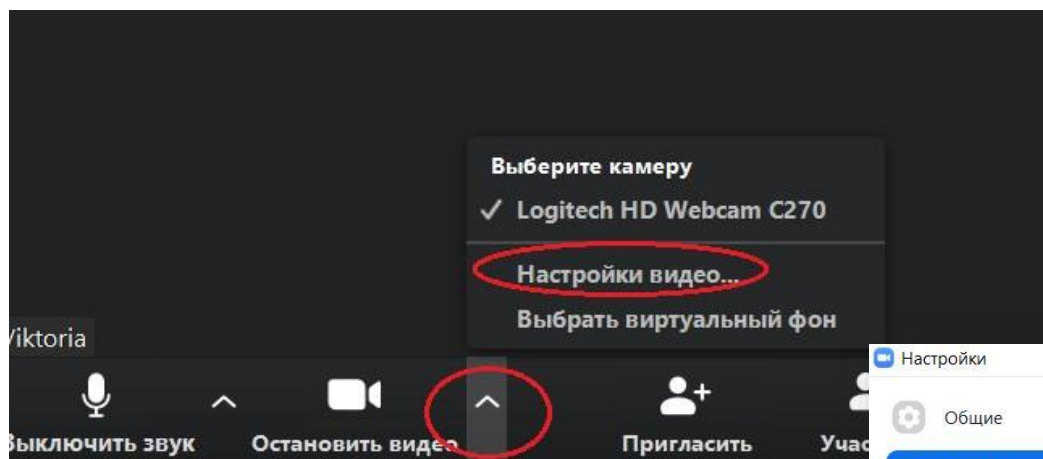 Выберите камеру
Logitech HD Webcam C270
Настройки видео...
Выбрать виртуальный фон
Viktoria
Настройки
Общие
Выключить звук
Остановить видео
Пригласить